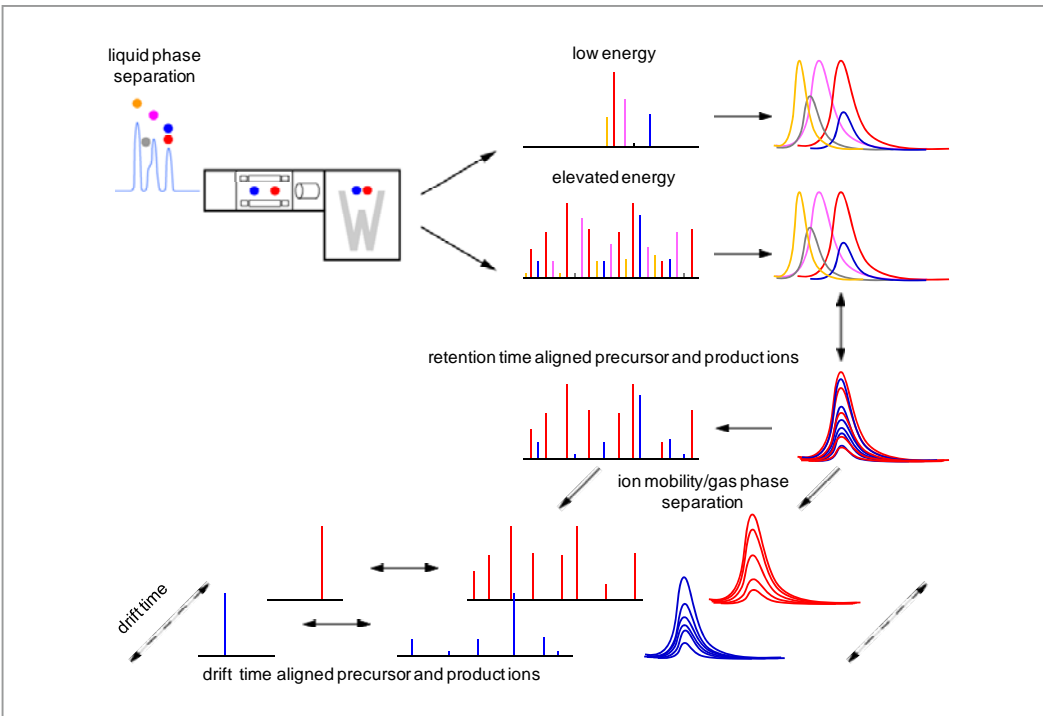 liquid phase
separation
low energy
W
elevated energy
retention time aligned precursor and product ions
ion mobility/gas phase
separation
drift time
drift time aligned precursor and product ions